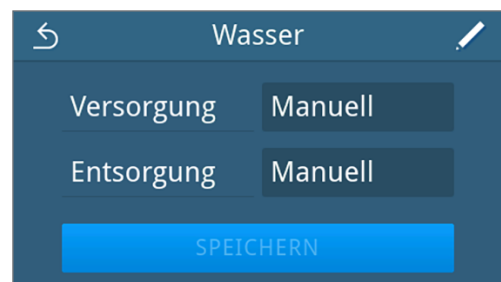 Wasser
Versorgung Manuell
Entsorgung Manuell
SPEICHERN